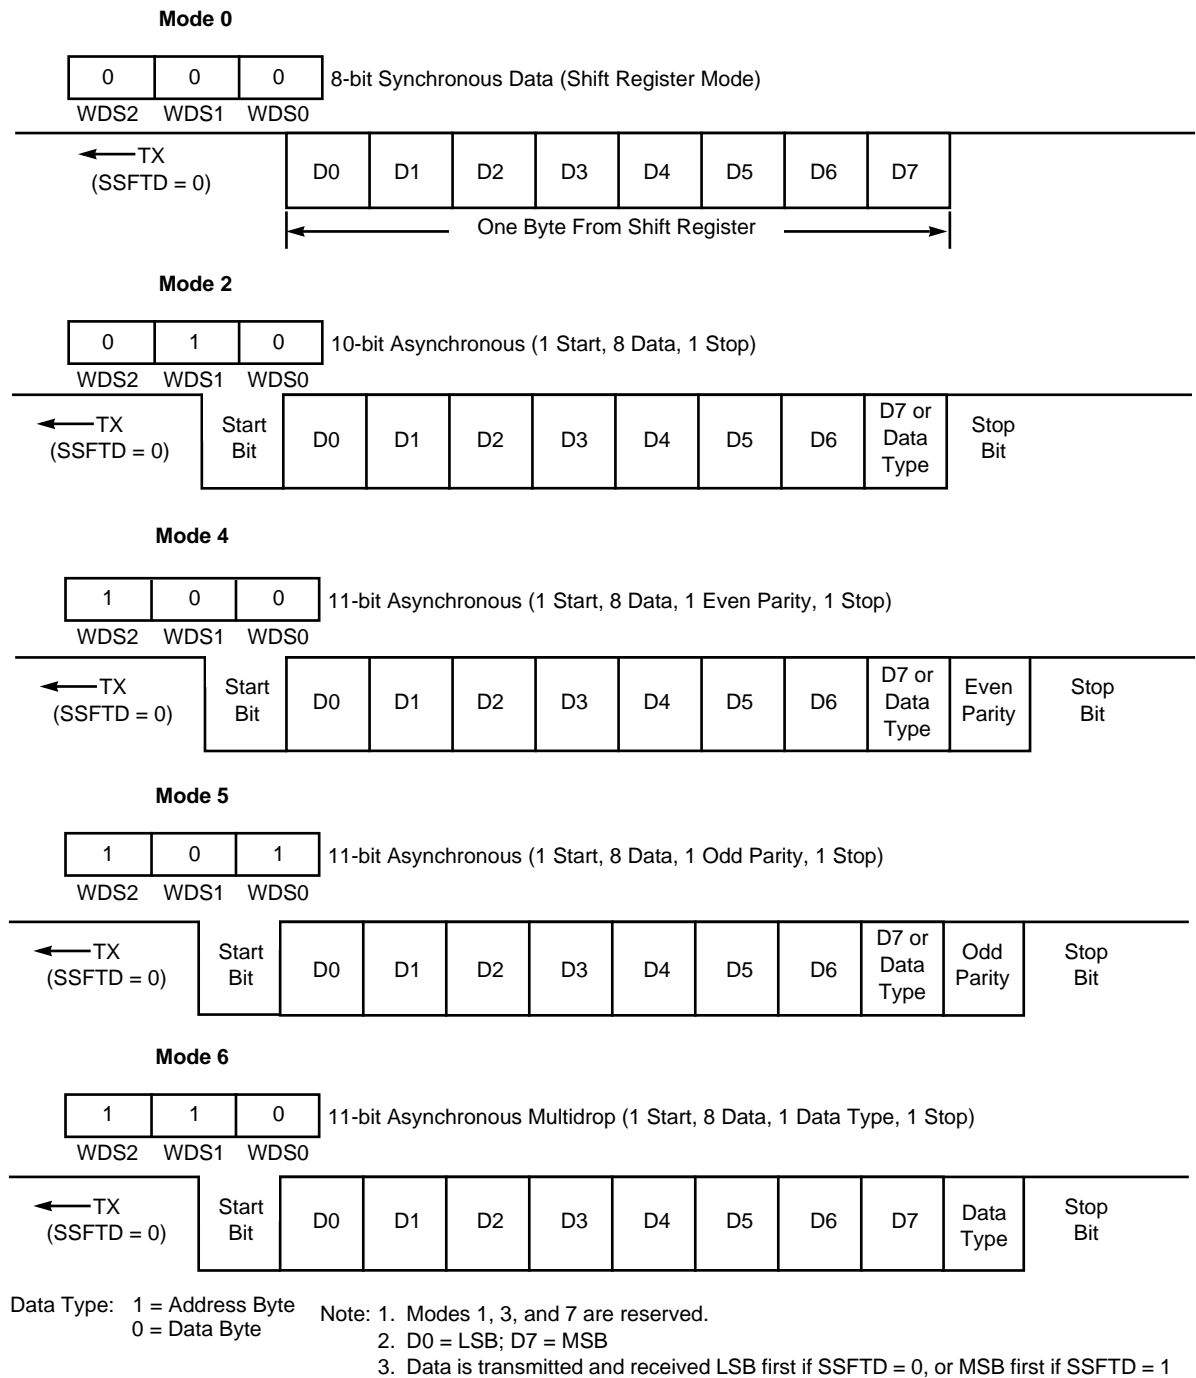 Mode 0
0 0 0 8-bit Synchronous Data (Shift Register Mode)
WDS2 WDS1 WDS0
TX
(SSFTD = 0)
D0 D1 D2 D3 D4 D5 D6 D7
One Byte From Shift Register
Mode 2
0 1 0 10-bit Asynchronous (1 Start, 8 Data, 1 Stop)
WDS2 WDS1 WDS0
TX
(SSFTD = 0)
Start
Bit
D0 D1 D2 D3 D4 D5 D6
D7 or
Data
Type
Stop
Bit
Mode 4
1 0 0 11-bit Asynchronous (1 Start, 8 Data, 1 Even Parity, 1 Stop)
WDS2 WDS1 WDS0
TX
(SSFTD = 0)
Start
Bit
D0 D1 D2 D3 D4 D5 D6
D7 or
Data
Type
Even
Parity
Stop
Bit
Mode 5
1 0 1 11-bit Asynchronous (1 Start, 8 Data, 1 Odd Parity, 1 Stop)
WDS2 WDS1 WDS0
TX
(SSFTD = 0)
Start
Bit
D0 D1 D2 D3 D4 D5 D6
D7 or
Data
Type
Odd
Parity
Stop
Bit
Mode 6
1 1 0 11-bit Asynchronous Multidrop (1 Start, 8 Data, 1 Data Type, 1 Stop)
WDS2 WDS1 WDS0
TX
(SSFTD = 0)
Start
Bit
D0 D1 D2 D3 D4 D5 D6 D7
Data
Type
Stop
Bit
Data Type: 1 = Address Byte
0 = Data Byte
Note: 1. Modes 1, 3, and 7 are reserved.
2. D0 = LSB; D7 = MSB
3. Data is transmitted and received LSB first if SSFTD = 0, or MSB first if SSFTD = 1